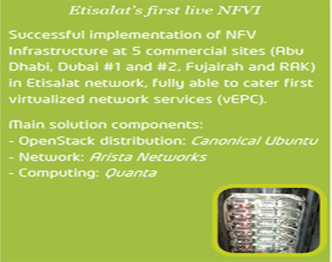 Etisalat's first live NFVI
Successful implementation of NFV
Infrastructure at 5 commercial sites (Abu
Dhabi, Dubai #1 and #2, Fujairah and RAK)
in Etisalat network, fully able to cater first
virtualized network services (vEPC).
Main solution components:
- OpenStack distribution: Canonical Ubuntu
- Network: Arista Networks
- Computing: Quanta